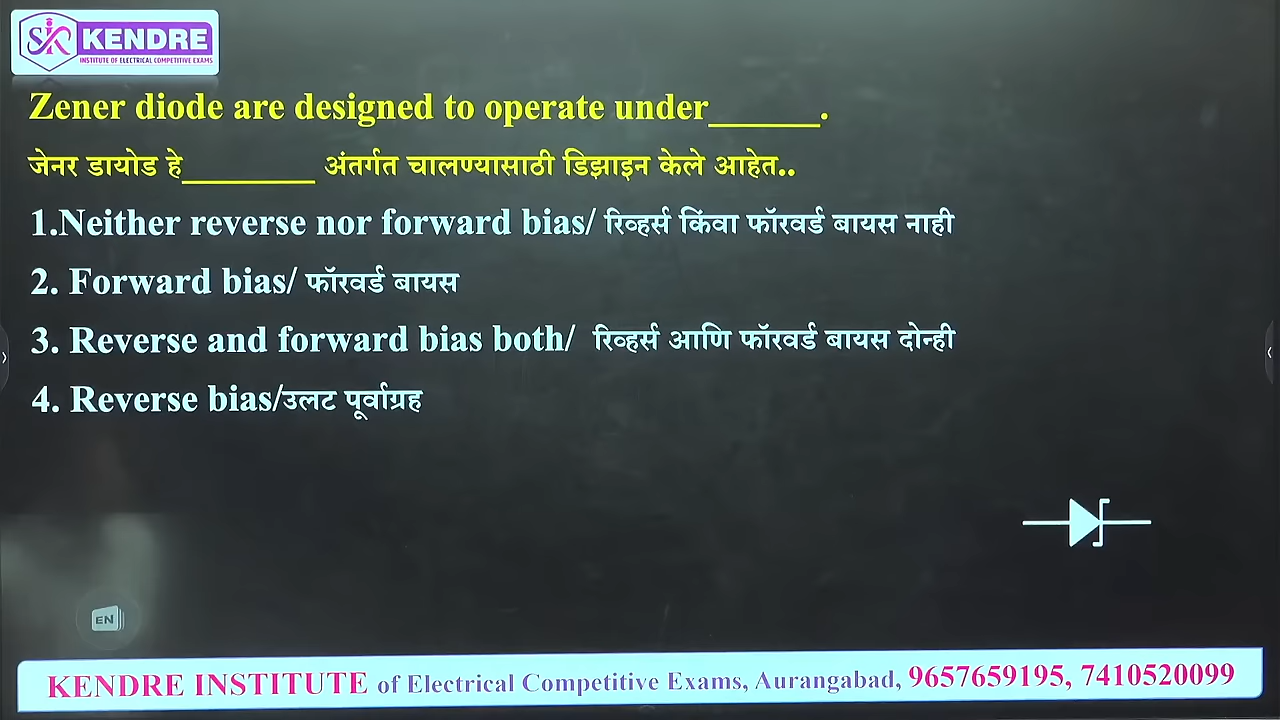 SIR KENDRE
INSTITUTE OF ELECTRICAL COMPETITIVE EXAMS
Zener diode are designed to operate under______.
जेनर डायोड हे________ अंतर्गत चालण्यासाठी डिझाइन केले आहेत..
1.Neither reverse nor forward bias/ रिव्हर्स किंवा फॉरवर्ड बायस नाही
2. Forward bias/ फॉरवर्ड बायस
3. Reverse and forward bias both/ रिव्हर्स आणि फॉरवर्ड बायस दोन्ही
4. Reverse bias/उलट पूर्वाग्रह
EN
KENDRE INSTITUTE of Electrical Competitive Exams, Aurangabad, 9657659195, 7410520099